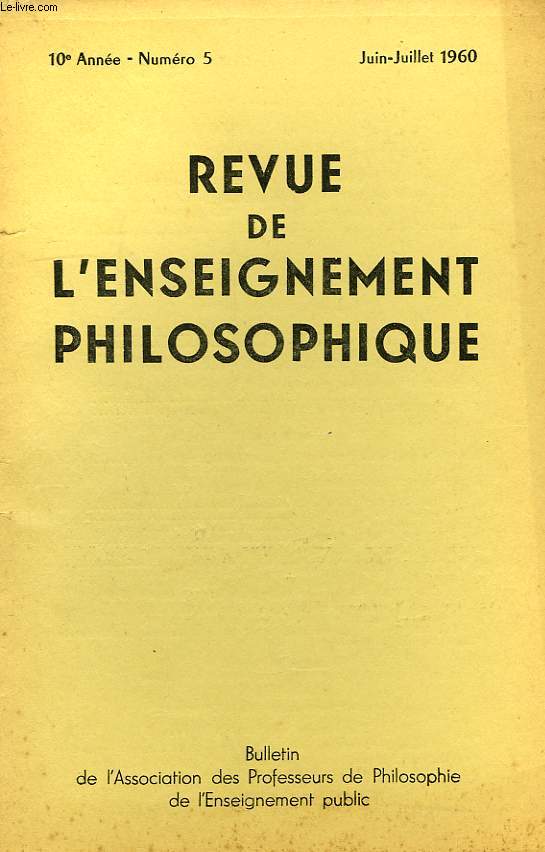 Le-livre.com
10e Année - Numéro 5 Juin-Juillet 1960
REVUE
DE
L'ENSEIGNEMENT
PHILOSOPHIQUE
Bulletin
de l'Association des Professeurs de Philosophie
de l'Enseignement public